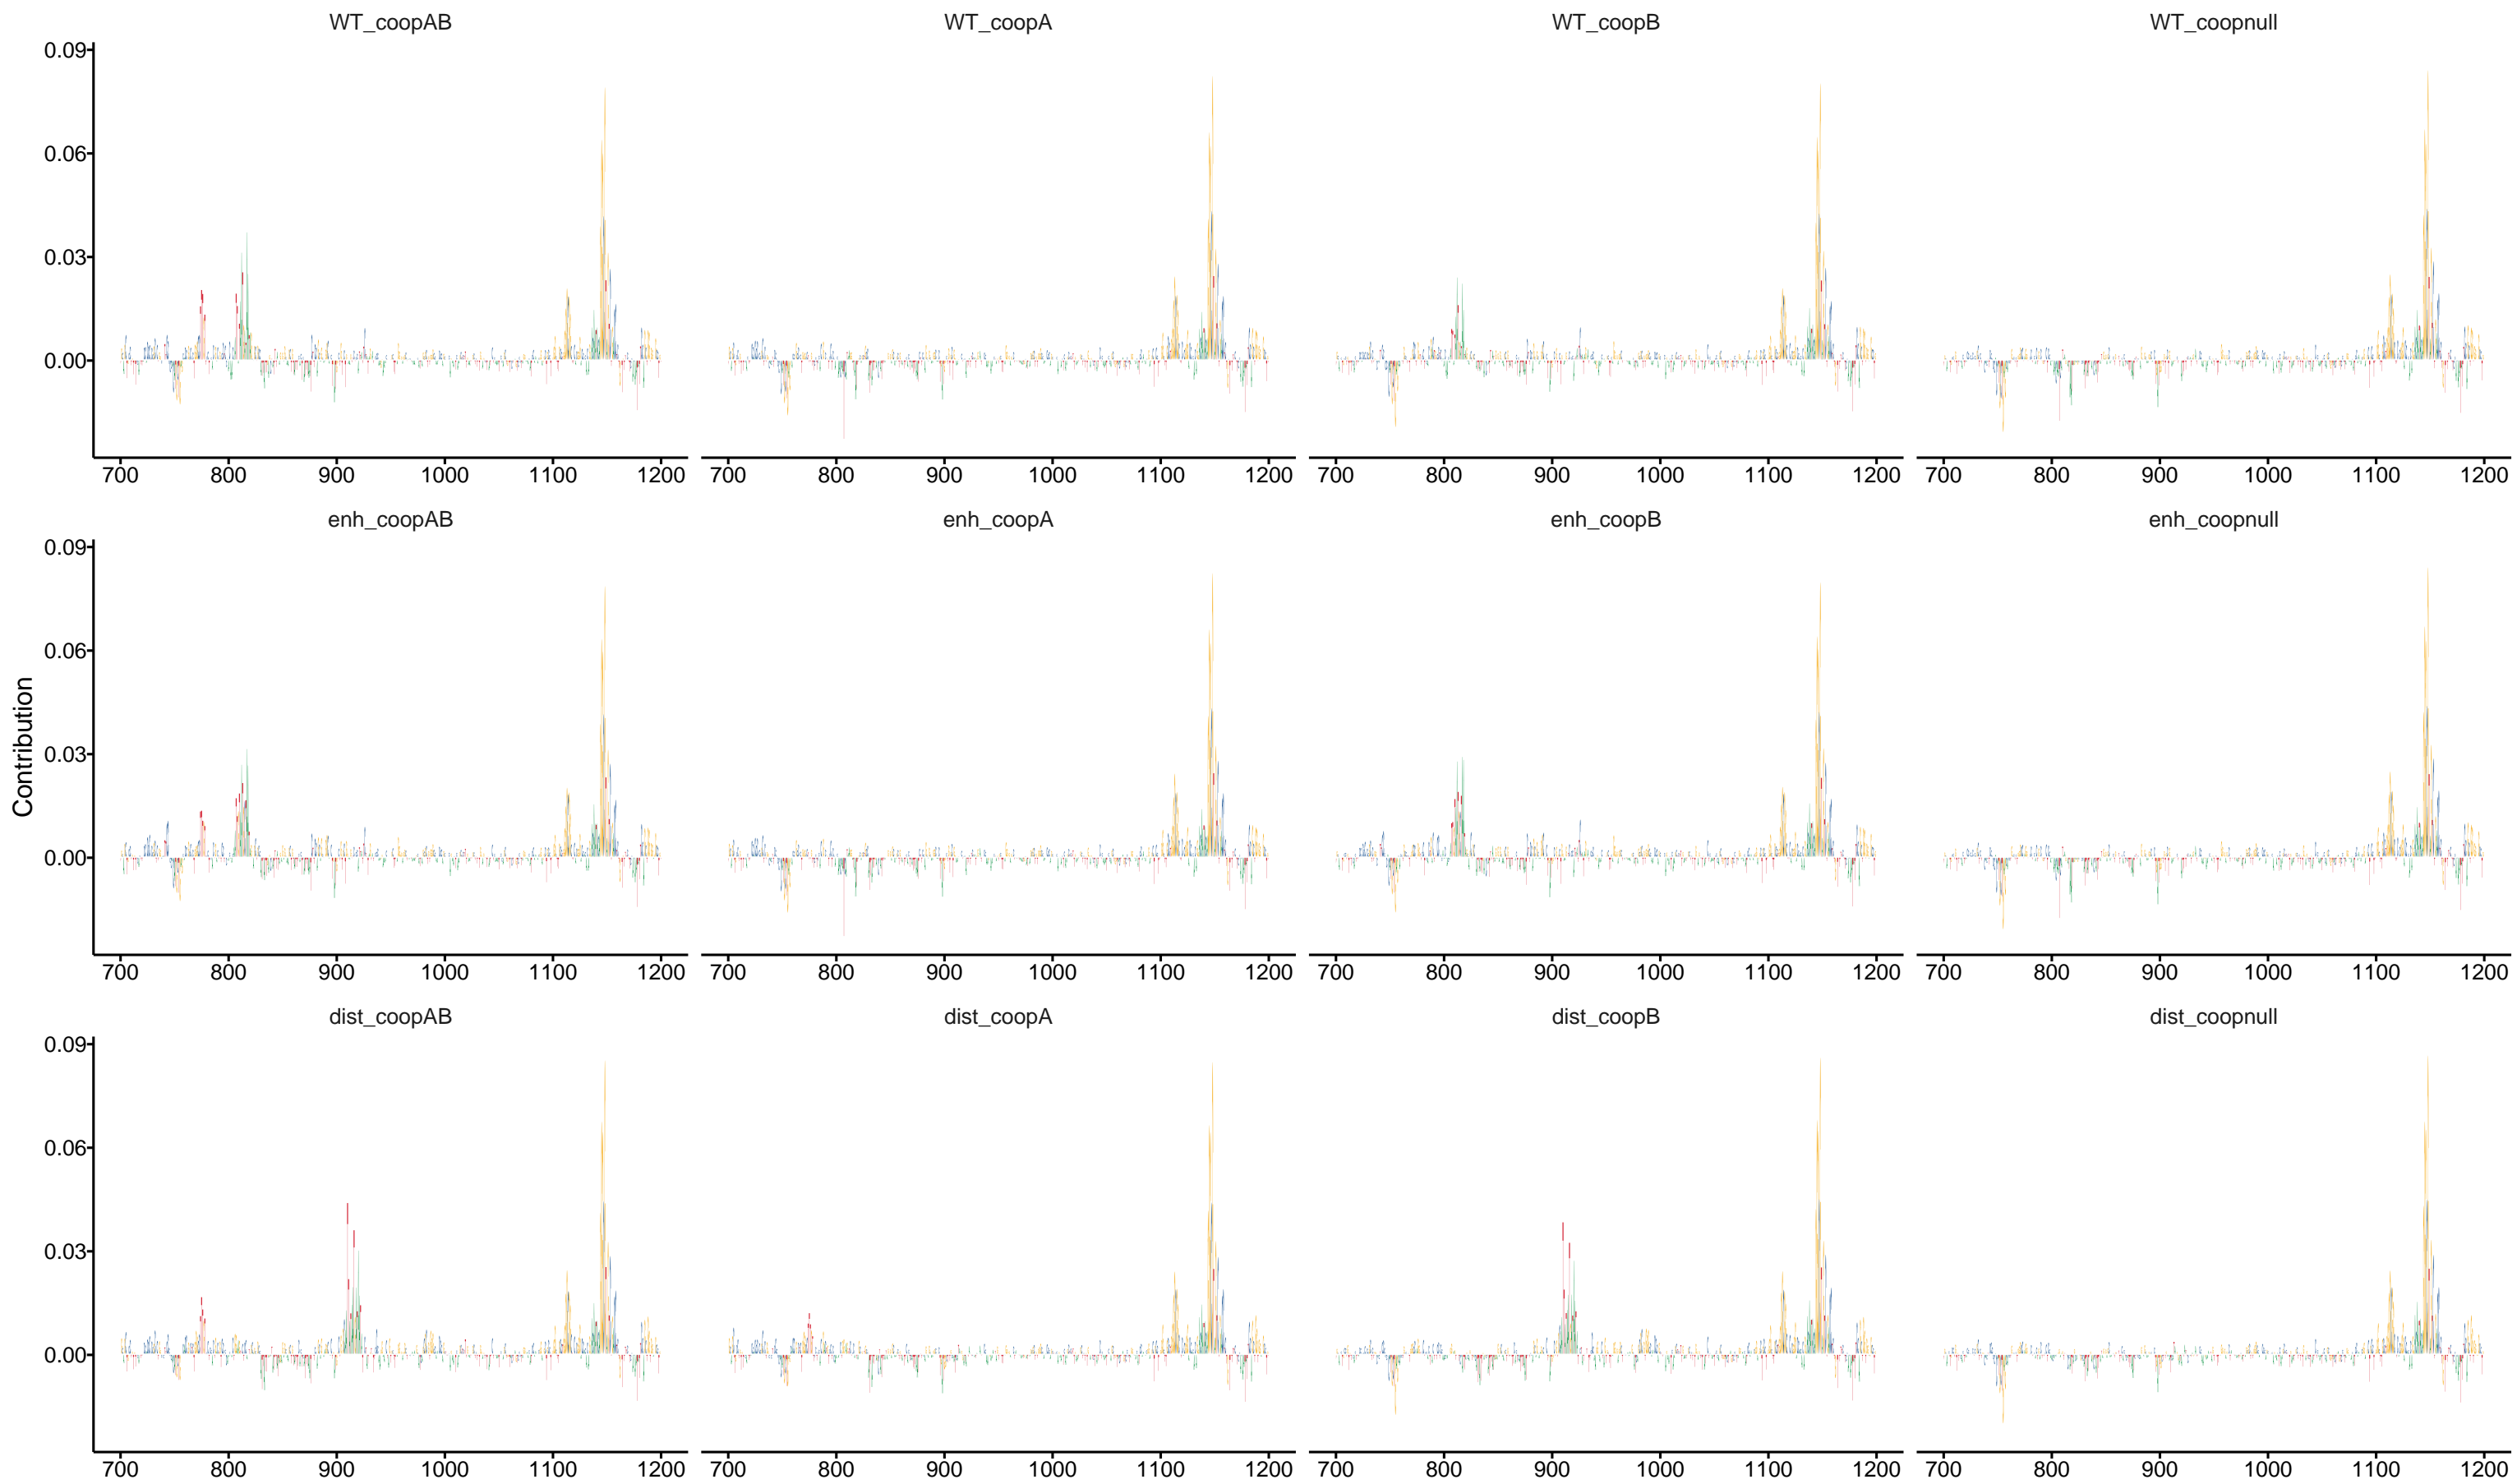 WT_coopAB WT_coopA WT_coopB WT_coopnull
0.09
0.06
0.03
0.00
700 800 900 1000 1100 1200 700 800 900 1000 1100 1200 700 800 900 1000 1100 1200 700 800 900 1000 1100 1200
enh_coopAB enh_coopA enh_coopB enh_coopnull
0.09
0.06
0.03
0.00
Contribution
700 800 900 1000 1100 1200 700 800 900 1000 1100 1200 700 800 900 1000 1100 1200 700 800 900 1000 1100 1200
dist_coopAB dist_coopA dist_coopB dist_coopnull
0.09
0.06
0.03
0.00
700 800 900 1000 1100 1200 700 800 900 1000 1100 1200 700 800 900 1000 1100 1200 700 800 900 1000 1100 1200